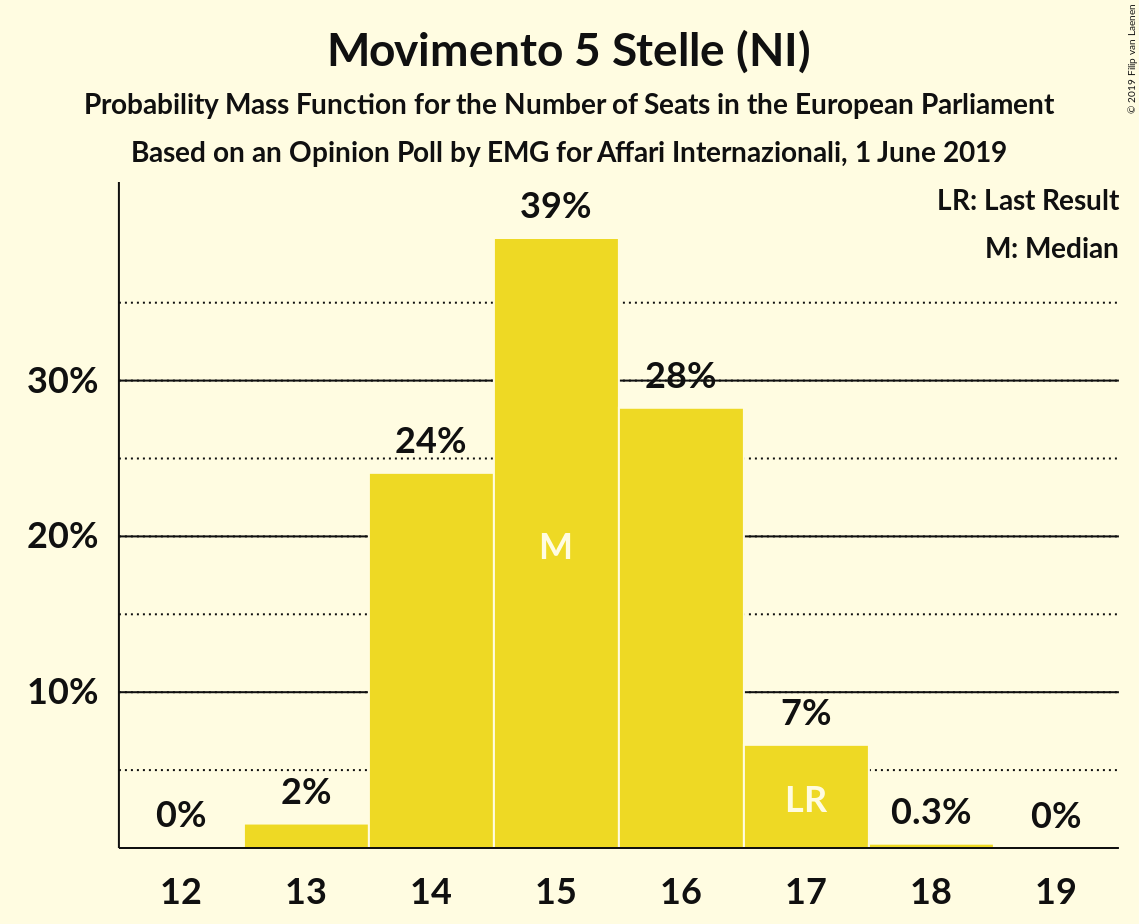 Movimento 5 Stelle (NI)
Probability Mass Function for the Number of Seats in the European Parliament
Based on an Opinion Poll by EMG for Affari Internazionali, 1 June 2019
© 2019 Filip van Laenen
LR: Last Result
M: Median
39%
30%
28%
24%
20%
M
10%
7%
LR
2%
0%
0.3%
0%
12 13 14 15 16 17 18 19